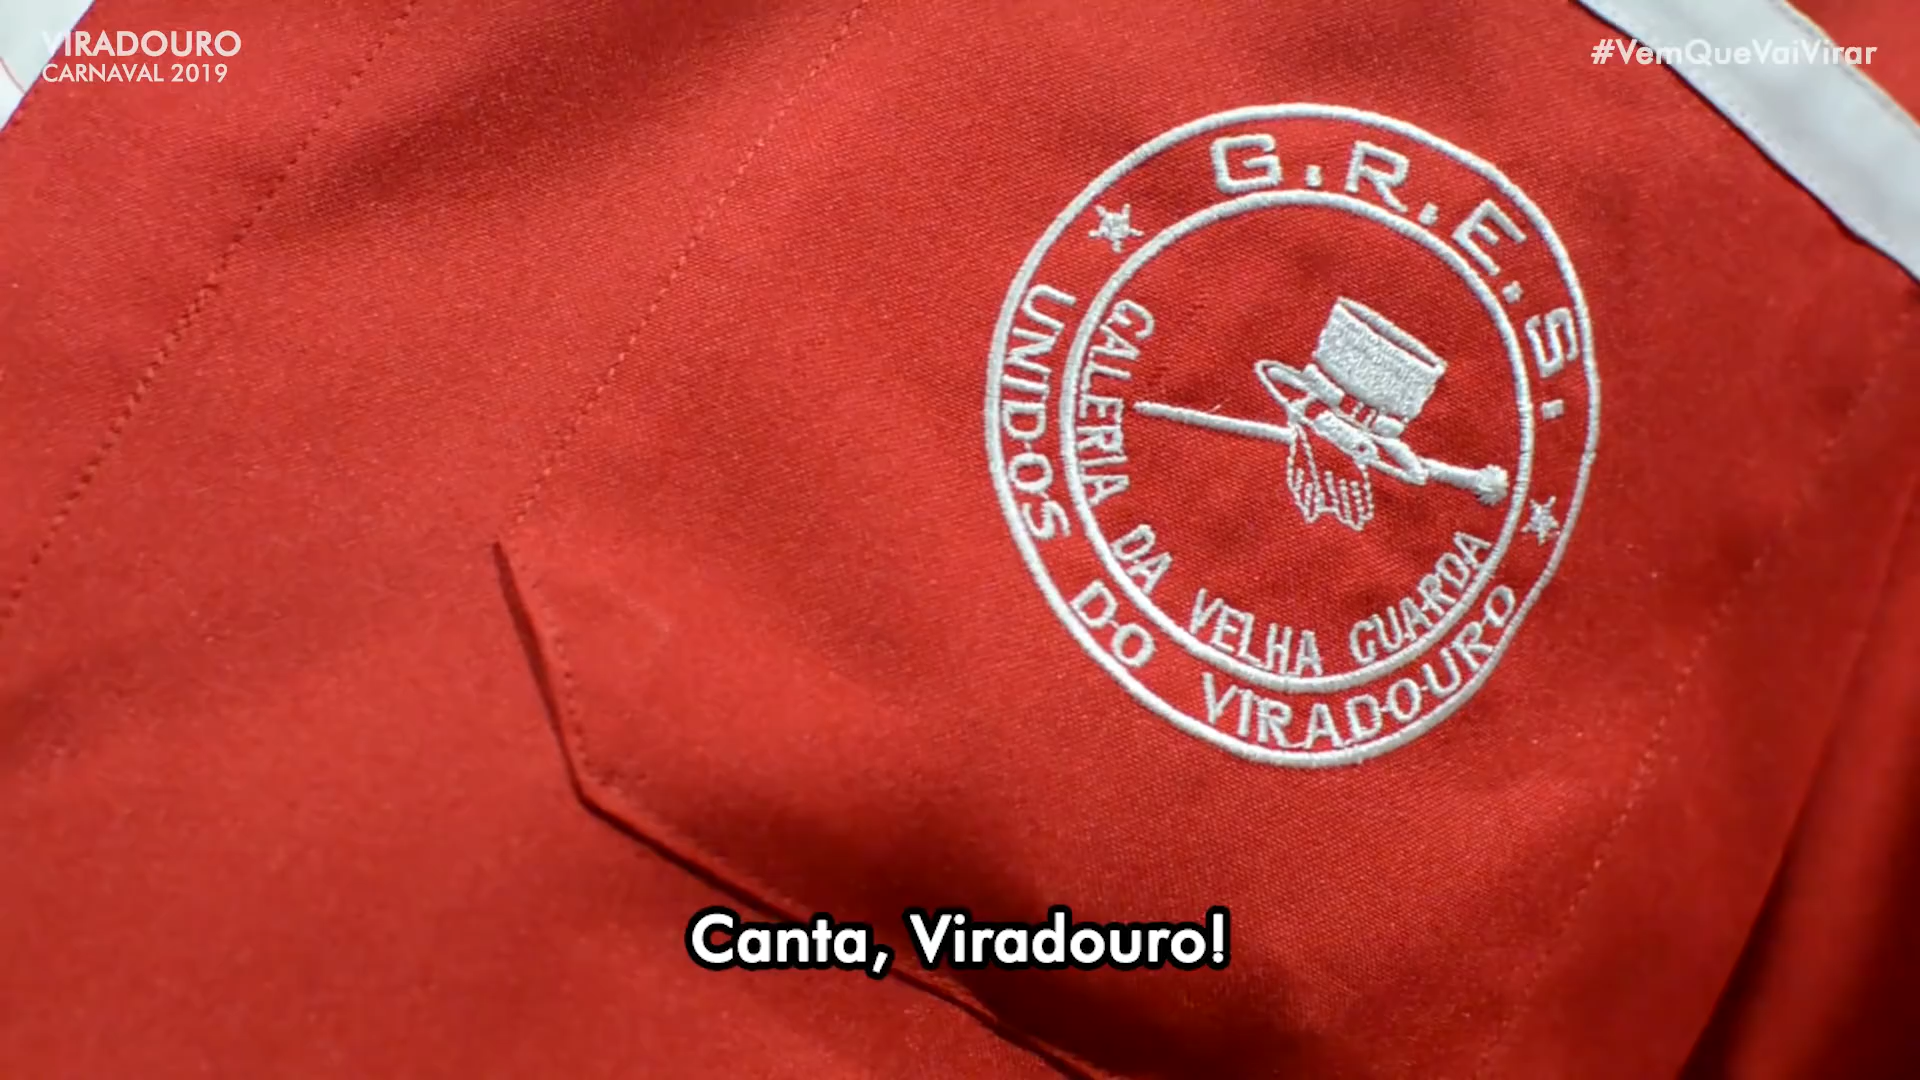 VIRADOURO
CARNAVAL 2019
#VemQueVaiVirar
G.R.E.S.
UNIDOS DO VIRADOURO
GALERIA DA VELHA GUARDA
Canta, Viradouro!